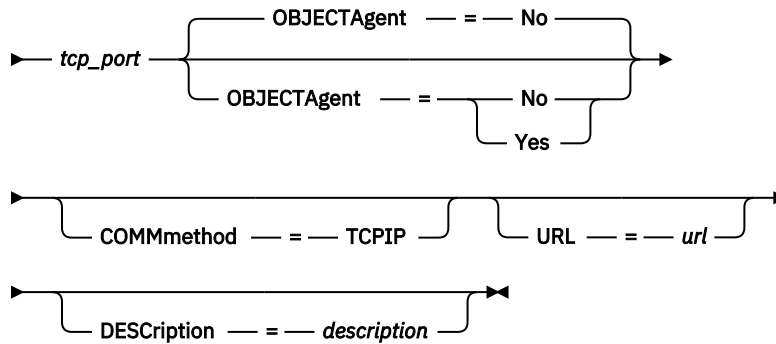 OBJECTAgent = No
tcp_port
OBJECTAgent = No
Yes
COMMmethod = TCPIP URL = url
DESCription = description